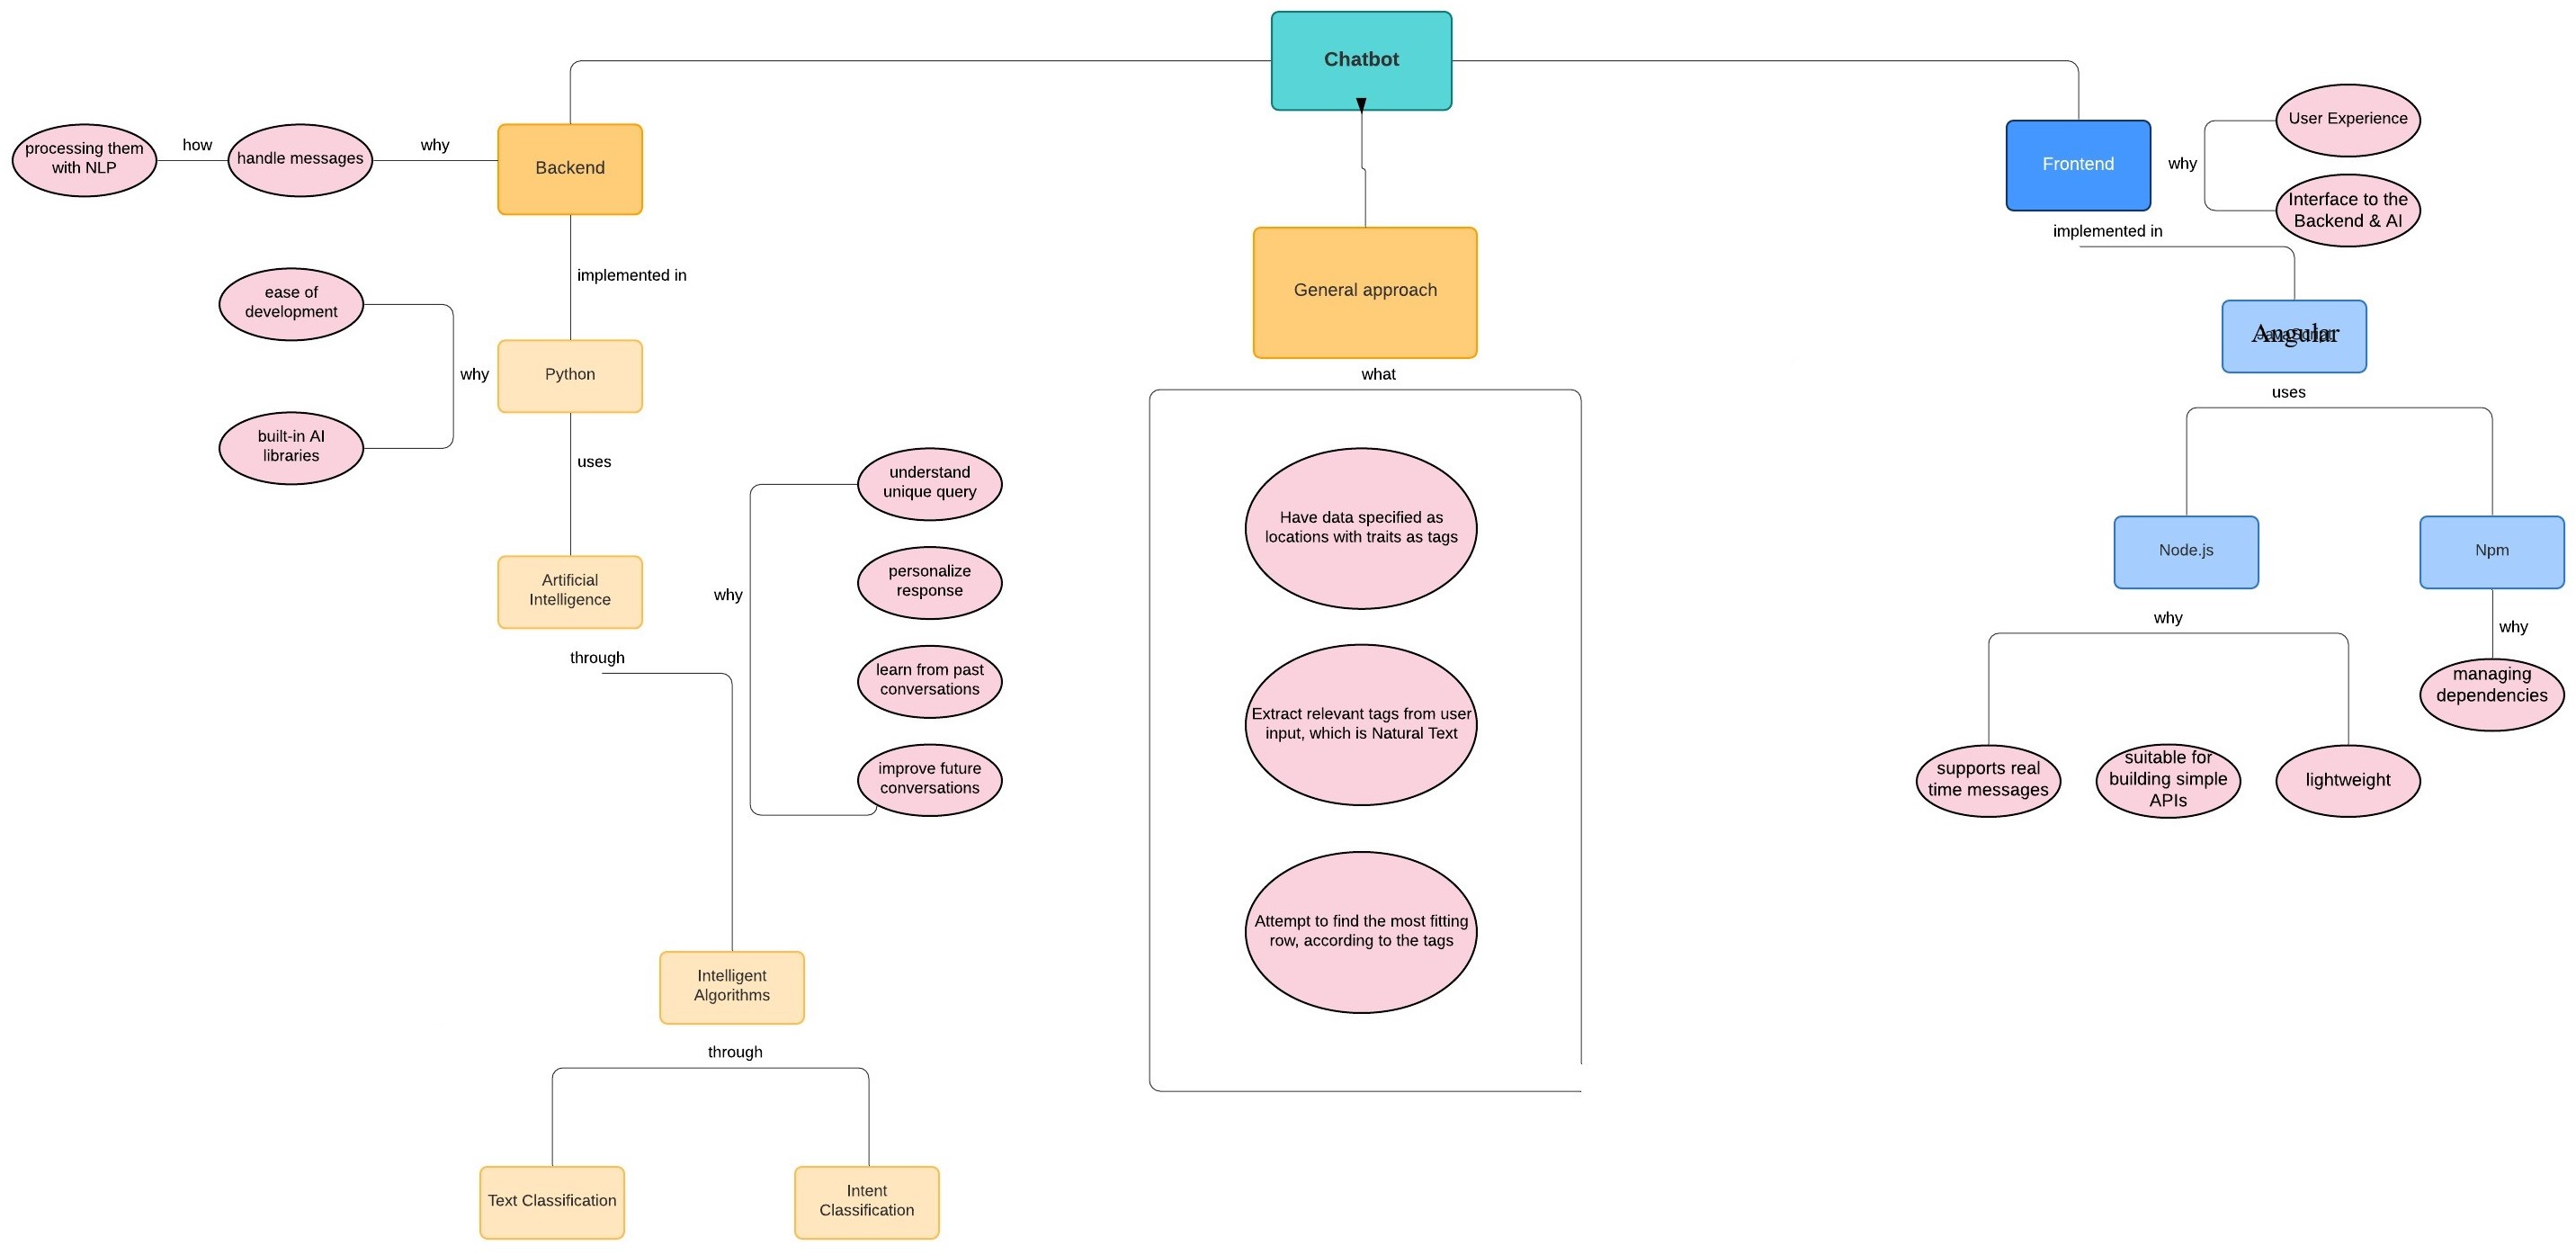 Chatbot
Backend
why
handle messages
how
processing them
with NLP
implemented in
Python
why
ease of
development
built-in AI
libraries
uses
Artificial
Intelligence
why
understand
unique query
personalize
response
learn from past
conversations
improve future
conversations
through
Intelligent
Algorithms
through
Text Classification
Intent
Classification
General approach
what
Have data specified as
locations with traits as tags
Extract relevant tags from user
input, which is Natural Text
Attempt to find the most fitting
row, according to the tags
Frontend
why
User Experience
Interface to the
Backend & AI
implemented in
Angular
JavaScript
uses
Node.js
Npm
why
supports real
time messages
suitable for
building simple
APIs
lightweight
why
managing
dependencies